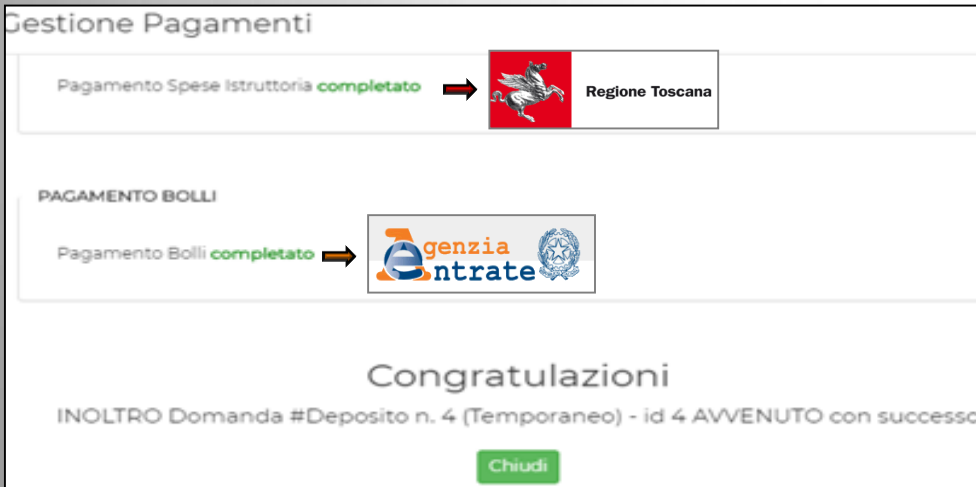 Gestione Pagamenti
Pagamento Spese Istruttoria completato
Regione Toscana
PAGAMENTO BOLLI
Pagamento Bolli completato
Agenzia
Entrate
Congratulazioni
INOLTRO Domanda #Deposito n. 4 (Temporaneo) - id 4 AVVENUTO con successo
Chiudi